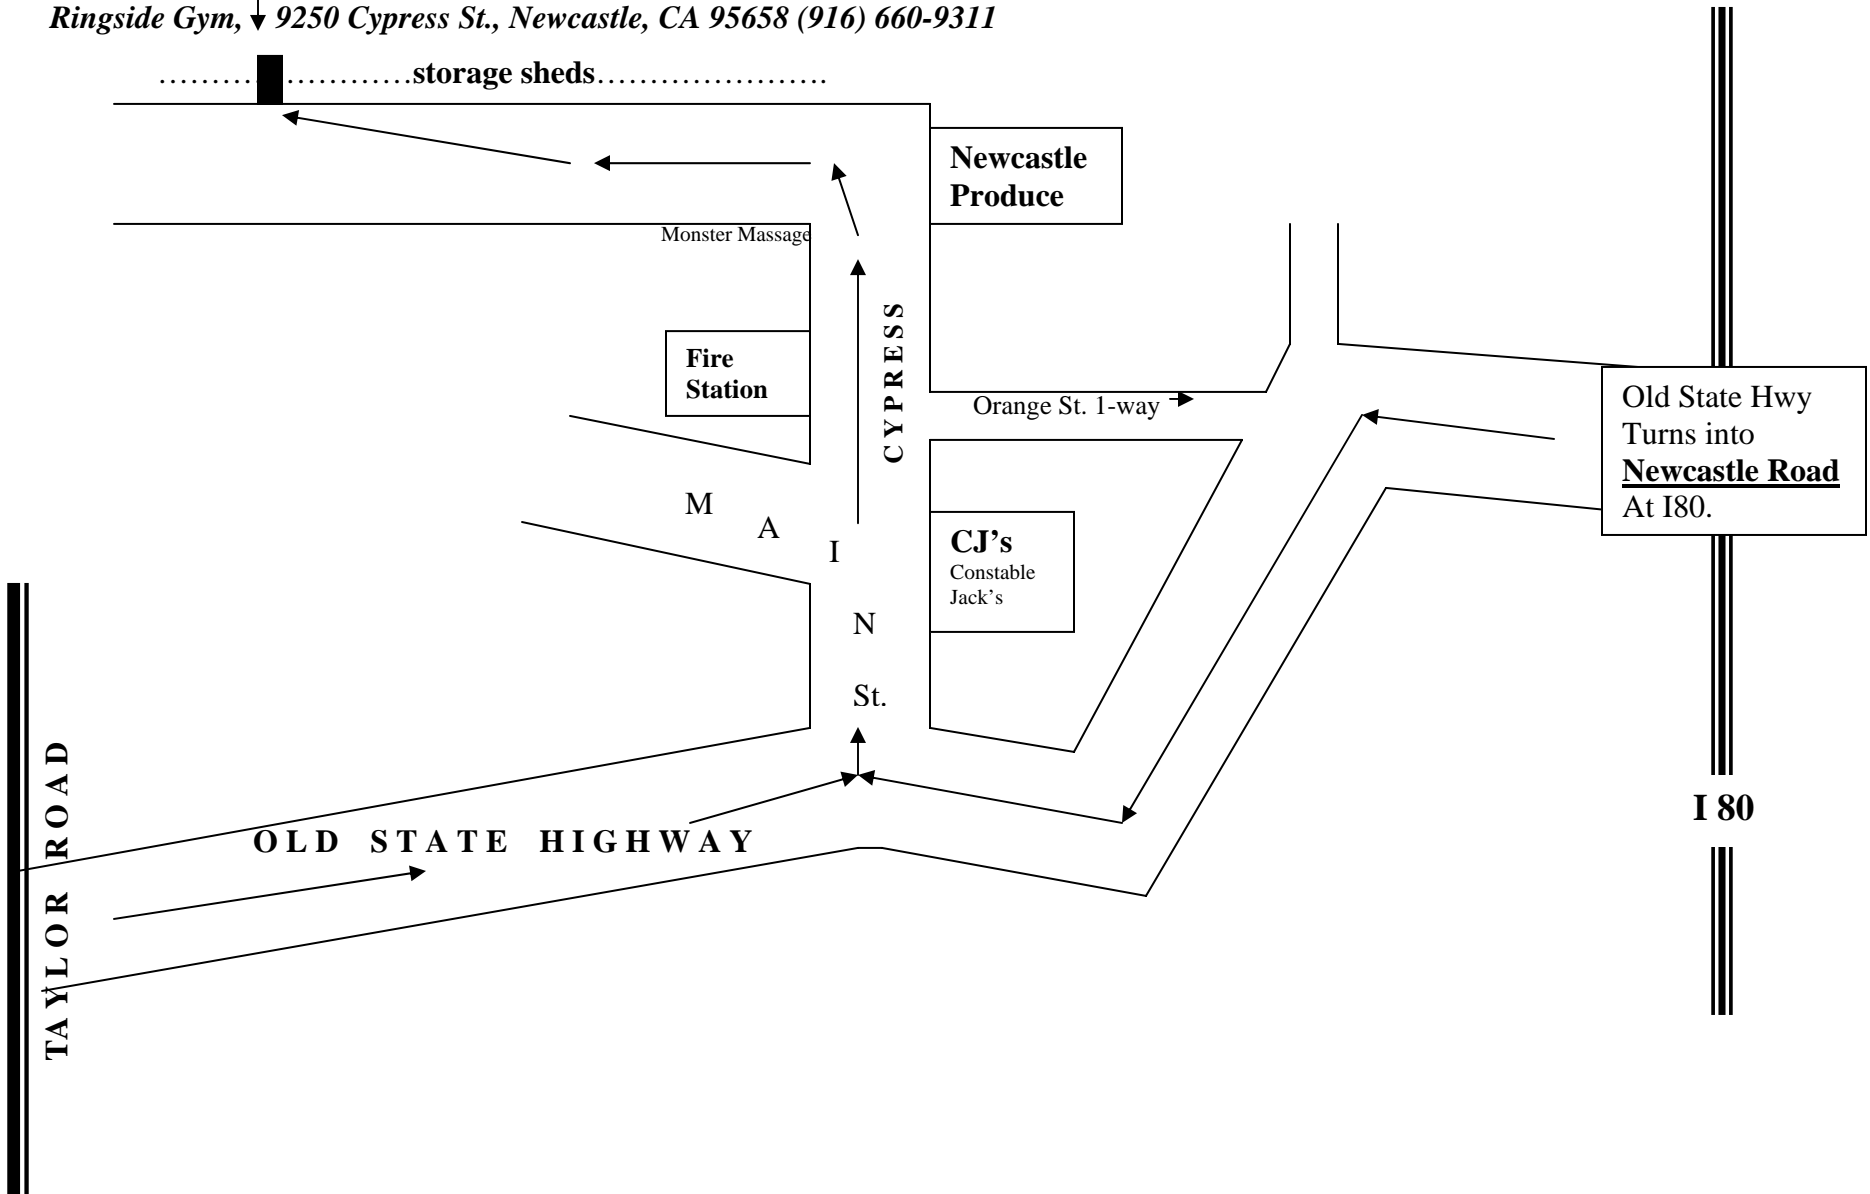 Ringside Gym, 9250 Cypress St., Newcastle, CA 95658 (916) 660-9311
…………………………storage sheds………………….
Newcastle
Produce
Monster Massage
CYPRESS
Fire
Station
Orange St. 1-way
Old State Hwy
Turns into
Newcastle Road
At I80.
MAIN St.
CJ’s
Constable
Jack’s
OLD STATE HIGHWAY
TAYLOR ROAD
I 80